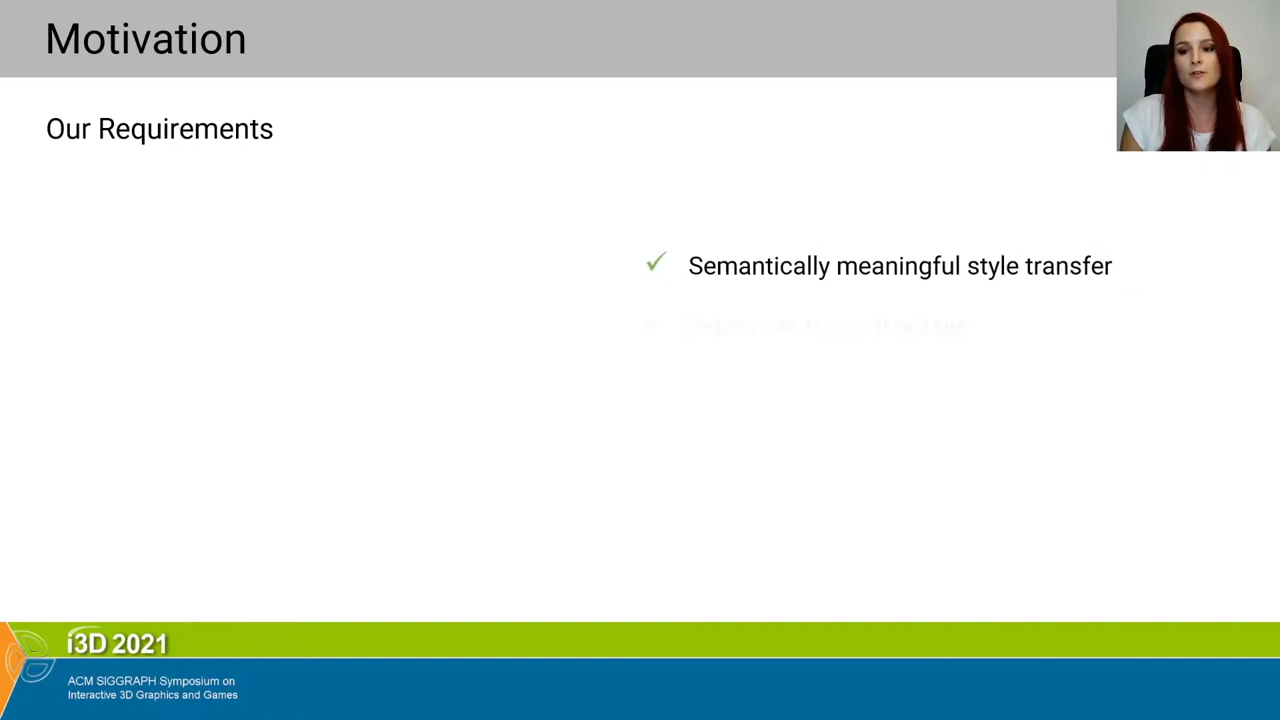 Motivation
Our Requirements
Semantically meaningful style transfer
i3D 2021
ACM SIGGRAPH Symposium on
Interactive 3D Graphics and Games